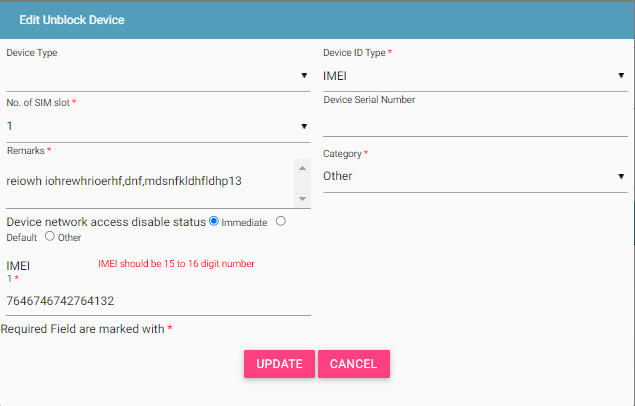 Edit Unblock Device
Device Type
Device ID Type *
IMEI
No. of SIM slot *
1
Device Serial Number
Remarks *
reiowh iohrewhrioerhf,dnf,mdsnfkldhfldhp13
Category *
Other
Device network access disable status Immediate
Default Other
IMEI
1 *
IMEI should be 15 to 16 digit number
7646746742764132
Required Field are marked with *
UPDATE CANCEL